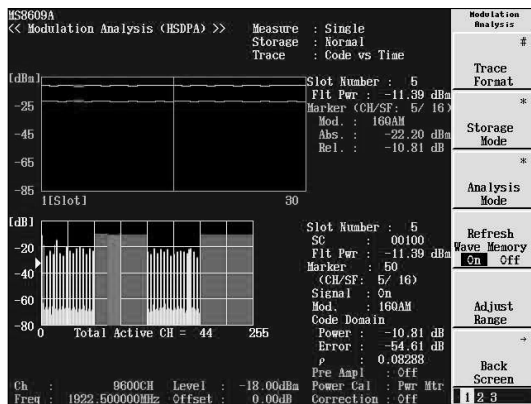 MS8609A
<< Modulation Analysis (HSDPA) >>
Measure : Single
Storage : Normal
Trace : Code vs Time
[dBm]
-25
-45
-65
-85
1[Slot] 30
Slot Number : 5
Flt Pwr : -11.39 dBm
Marker (CH/SF: 5/ 16)
Mod. : 16QAM
Abs. : -22.20 dBm
Rel. : -10.81 dB
[dB]
-20
-40
-60
-80
0 Total Active CH = 44 255
Slot Number : 5
SC : 00100
Flt Pwr : -11.39 dBm
Marker : 50
(CH/SF: 5/ 16)
Signal : On
Mod. : 16QAM
Code Domain
Power : -10.81 dB
Error : -54.61 dB
ρ : 0.08288
Pre Ampl : Off
Ch : 9600CH Level : -18.00dBm Power Cal : Pwr Mtr
Freq : 1922.500000MHz Offset : 0.00dB Correction : Off
Modulation
Analysis
#
Trace
Format
*
Storage
Mode
*
Analysis
Mode
Refresh
Wave Memory
On Off
Adjust
Range
→
Back
Screen
1 2 3